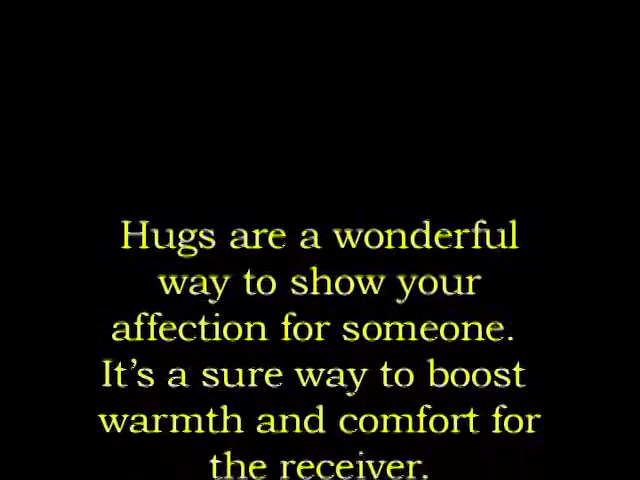 Hugs are a wonderful
way to show your
affection for someone.
It’s a sure way to boost
warmth and comfort for
the receiver.